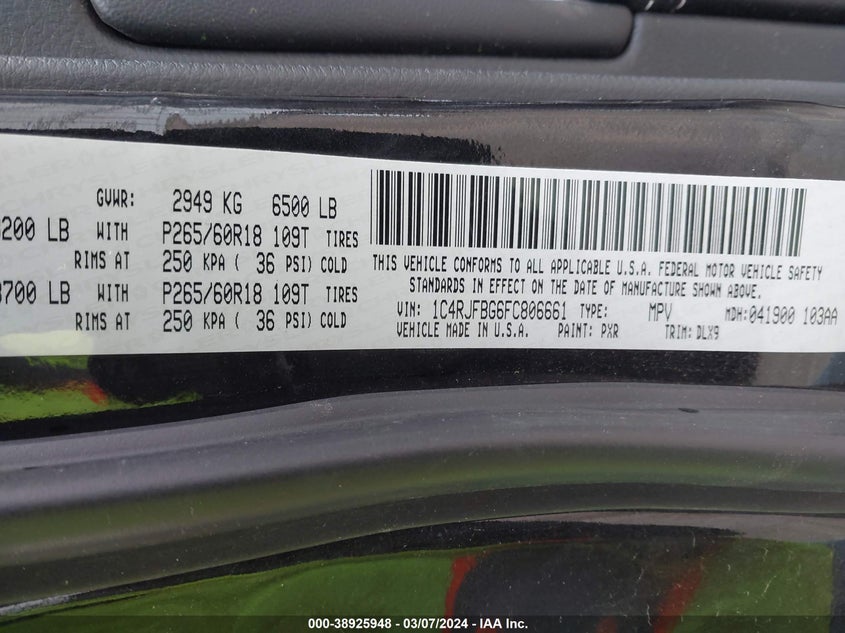 GVWR: 2949 KG 6500 LB
200 LB WITH P265/60R18 109T TIRES
RIMS AT 250 KPA ( 36 PSI) COLD
700 LB WITH P265/60R18 109T TIRES
RIMS AT 250 KPA ( 36 PSI) COLD
THIS VEHICLE CONFORMS TO ALL APPLICABLE U.S.A. FEDERAL MOTOR VEHICLE SAFETY
STANDARDS IN EFFECT ON THE DATE OF MANUFACTURE SHOWN ABOVE.
VIN: 1C4RJFBG6FC806661 TYPE: MPV MDH:041900 103AA
VEHICLE MADE IN U.S.A. PAINT: PXR TRIM: DLX9
000-38925948 - 03/07/2024 - IAA Inc.